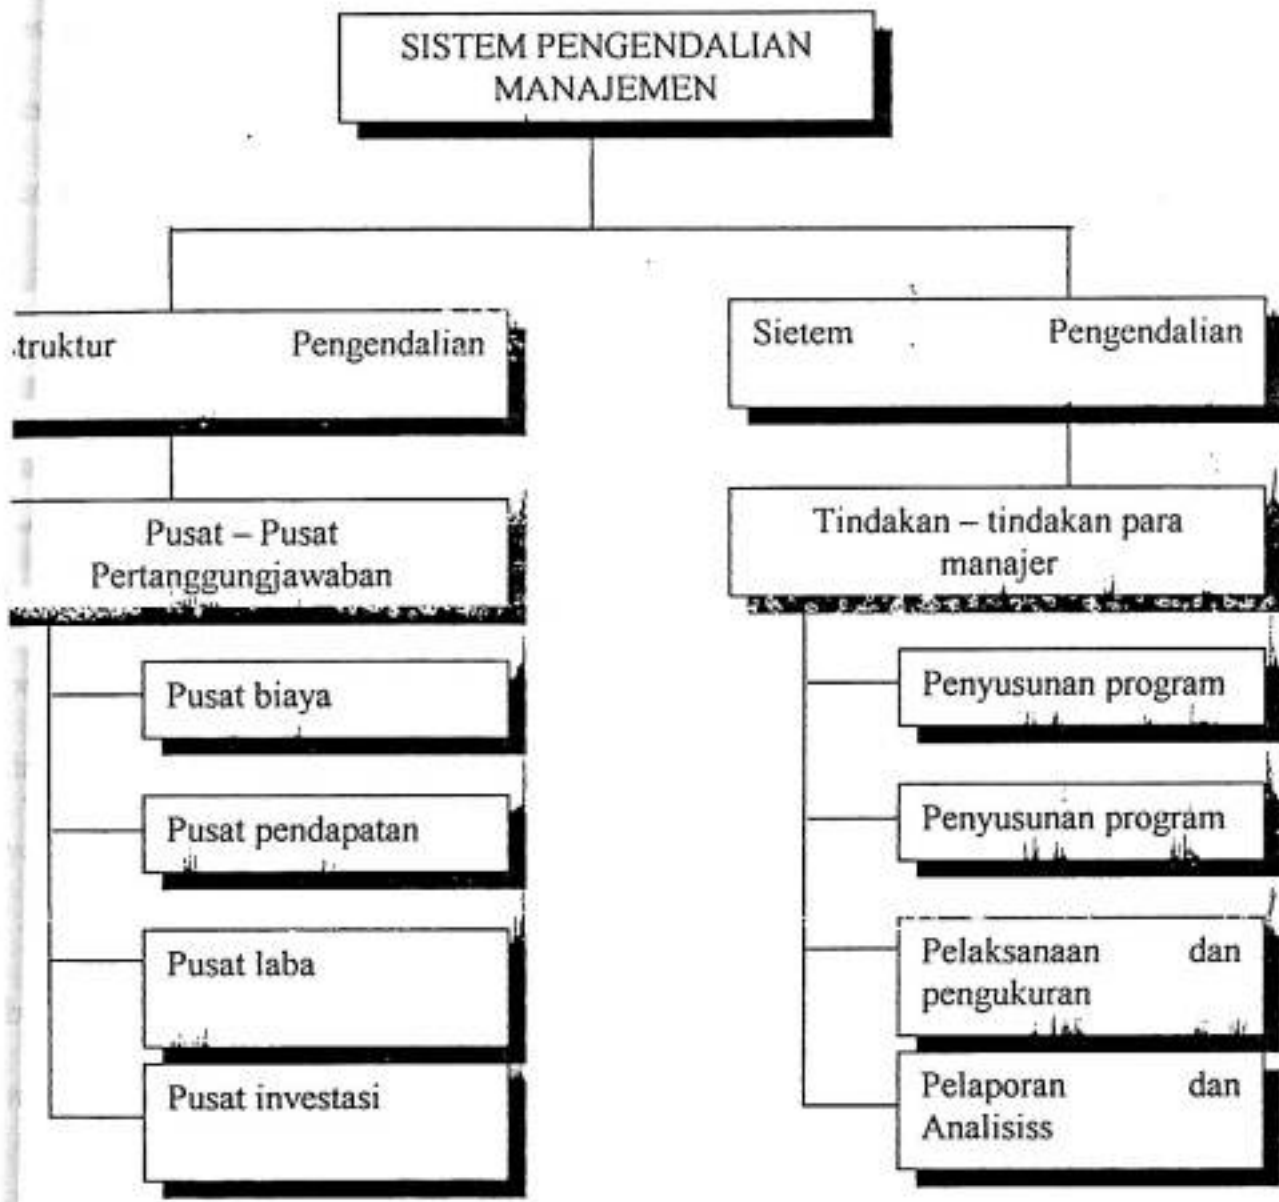 SISTEM PENGENDALIAN
MANAJEMEN
truktur Pengendalian
Sietem Pengendalian
Pusat – Pusat
Pertanggungjawaban
Tindakan – tindakan para
manajer
Pusat biaya
Pusat pendapatan
Pusat laba
Pusat investasi
Penyusunan program
Penyusunan program
Pelaksanaan dan
pengukuran
Pelaporan dan
Analisiss